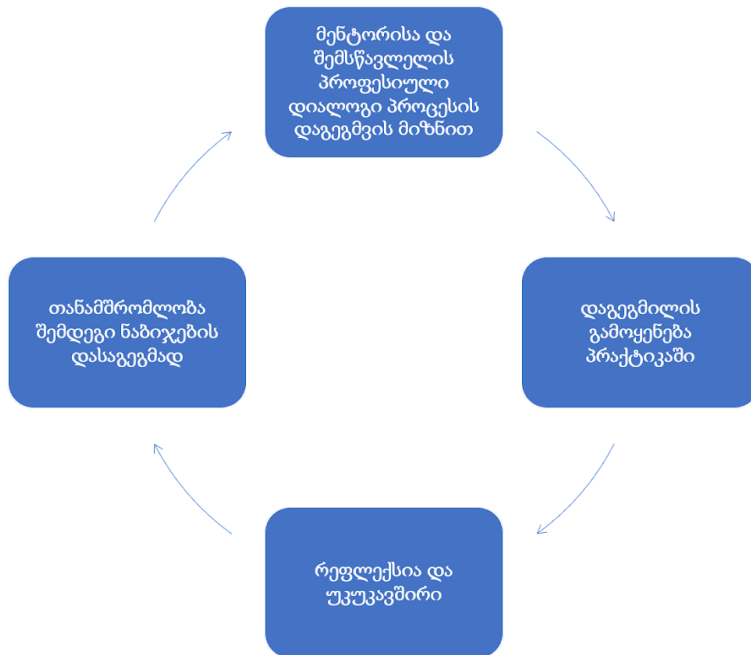 მენტორისა და
შემსწავლელის
პროფესიული
დიალოგი პროცესის
დაგეგმვის მიზნით
დაგეგმილის
გამოყენება
პრაქტიკაში
რეფლექსია და
უკუკავშირი
თანამშრომლობა
შემდეგი ნაბიჯების
დასაგეგმად